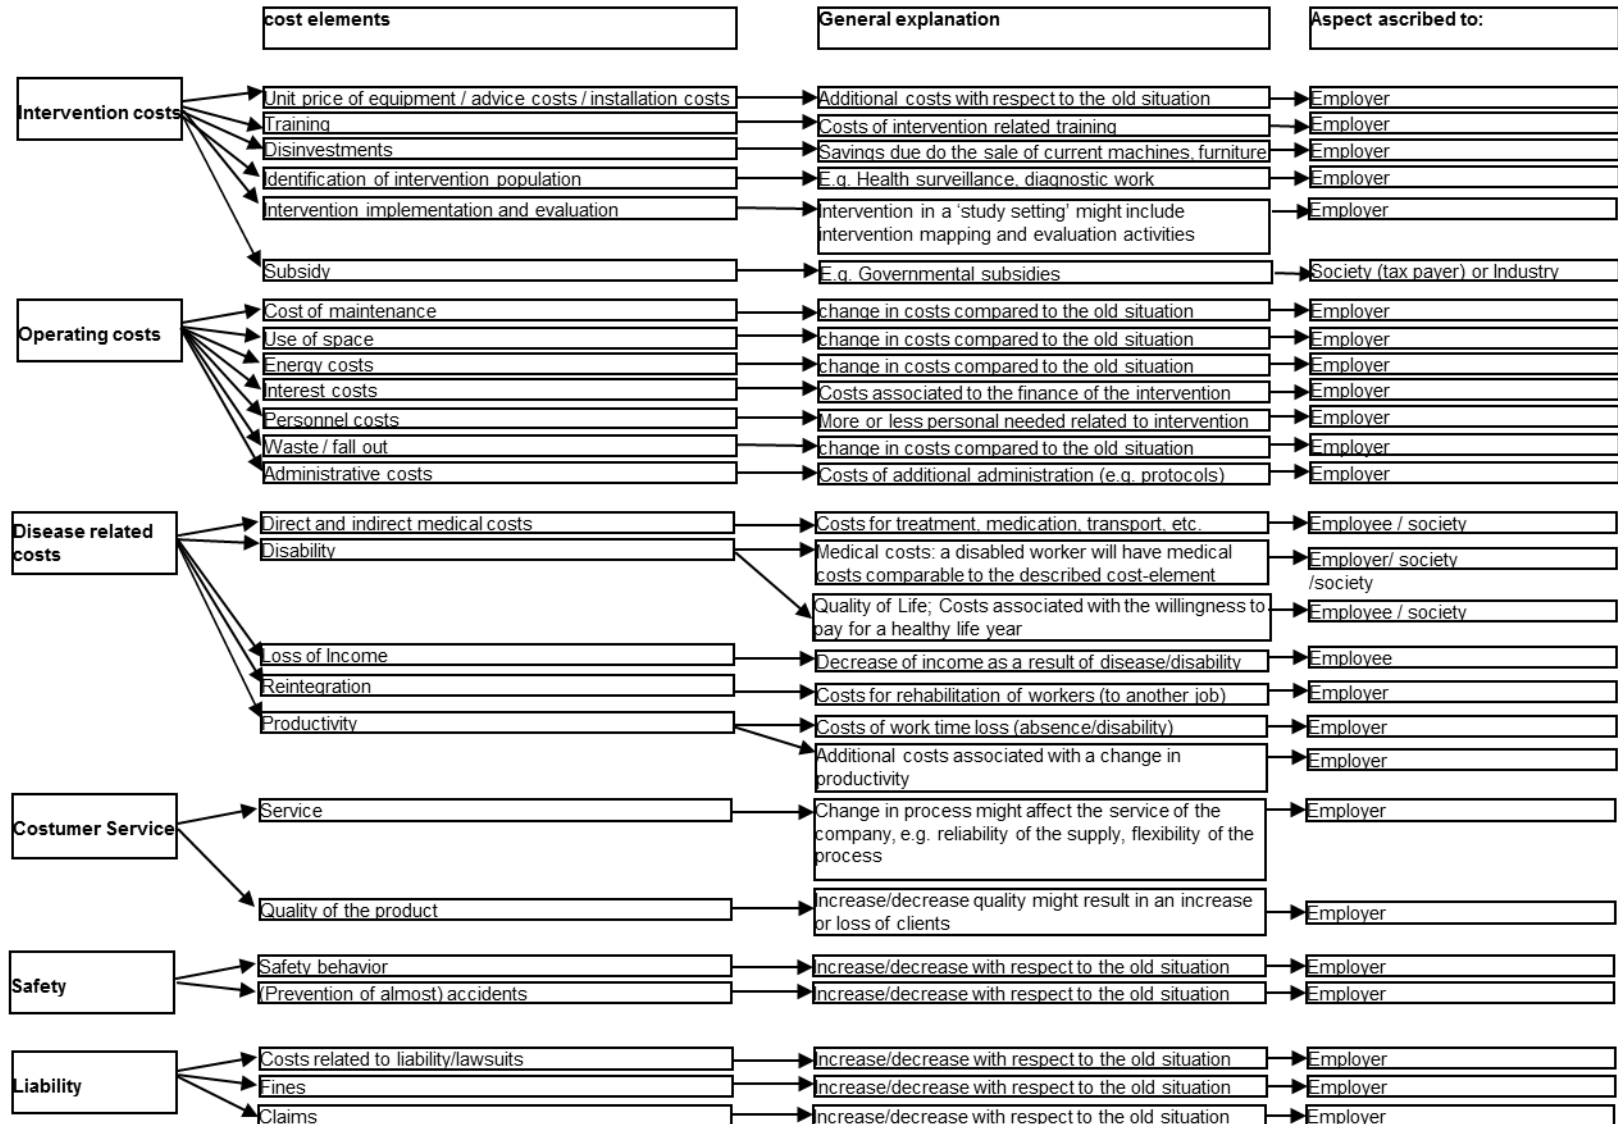 cost elements
General explanation
Aspect ascribed to:
Intervention costs
Unit price of equipment / advice costs / installation costs
Additional costs with respect to the old situation
Employer
Training
Costs of intervention related training
Employer
Disinvestments
Savings due do the sale of current machines, furniture
Employer
Identification of intervention population
E.g. Health surveillance, diagnostic work
Employer
Intervention implementation and evaluation
Intervention in a ‘study setting’ might include
intervention mapping and evaluation activities
Employer
Subsidy
E.g. Governmental subsidies
Society (tax payer) or Industry
Operating costs
Cost of maintenance
change in costs compared to the old situation
Employer
Use of space
change in costs compared to the old situation
Employer
Energy costs
change in costs compared to the old situation
Employer
Interest costs
Costs associated to the finance of the intervention
Employer
Personnel costs
More or less personal needed related to intervention
Employer
Waste / fall out
change in costs compared to the old situation
Employer
Administrative costs
Costs of additional administration (e.g. protocols)
Employer
Disease related
costs
Direct and indirect medical costs
Costs for treatment, medication, transport, etc.
Employee / society
Disability
Medical costs: a disabled worker will have medical
costs comparable to the described cost-element
Employer/ society
/society
Quality of Life; Costs associated with the willingness to
pay for a healthy life year
Employee / society
Loss of Income
Decrease of income as a result of disease/disability
Employee
Reintegration
Costs for rehabilitation of workers (to another job)
Employer
Productivity
Costs of work time loss (absence/disability)
Employer
Additional costs associated with a change in
productivity
Employer
Costumer Service
Service
Change in process might affect the service of the
company, e.g. reliability of the supply, flexibility of the
process
Employer
Quality of the product
Increase/decrease quality might result in an increase
or loss of clients
Employer
Safety
Safety behavior
Increase/decrease with respect to the old situation
Employer
(Prevention of almost) accidents
Increase/decrease with respect to the old situation
Employer
Liability
Costs related to liability/lawsuits
Increase/decrease with respect to the old situation
Employer
Fines
Increase/decrease with respect to the old situation
Employer
Claims
Increase/decrease with respect to the old situation
Employer